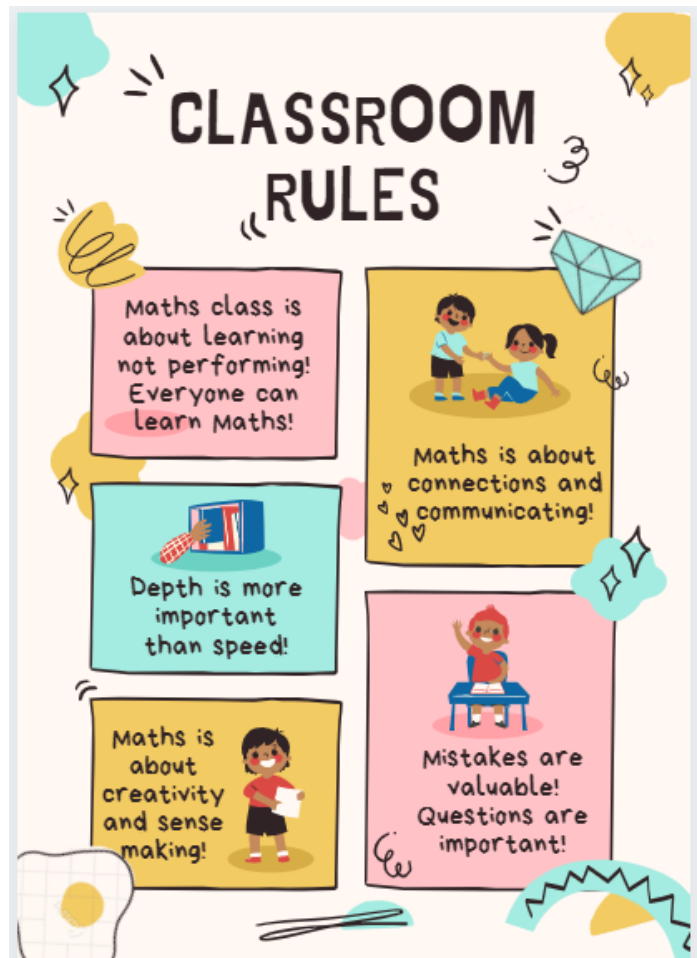 CLASSROOM
RULES
Maths class is
about learning
not performing!
Everyone can
learn Maths!
Maths is about
connections and
communicating!
Depth is more
important
than speed!
Mistakes are
valuable!
Questions are
important!
Maths is
about
creativity
and sense
making!